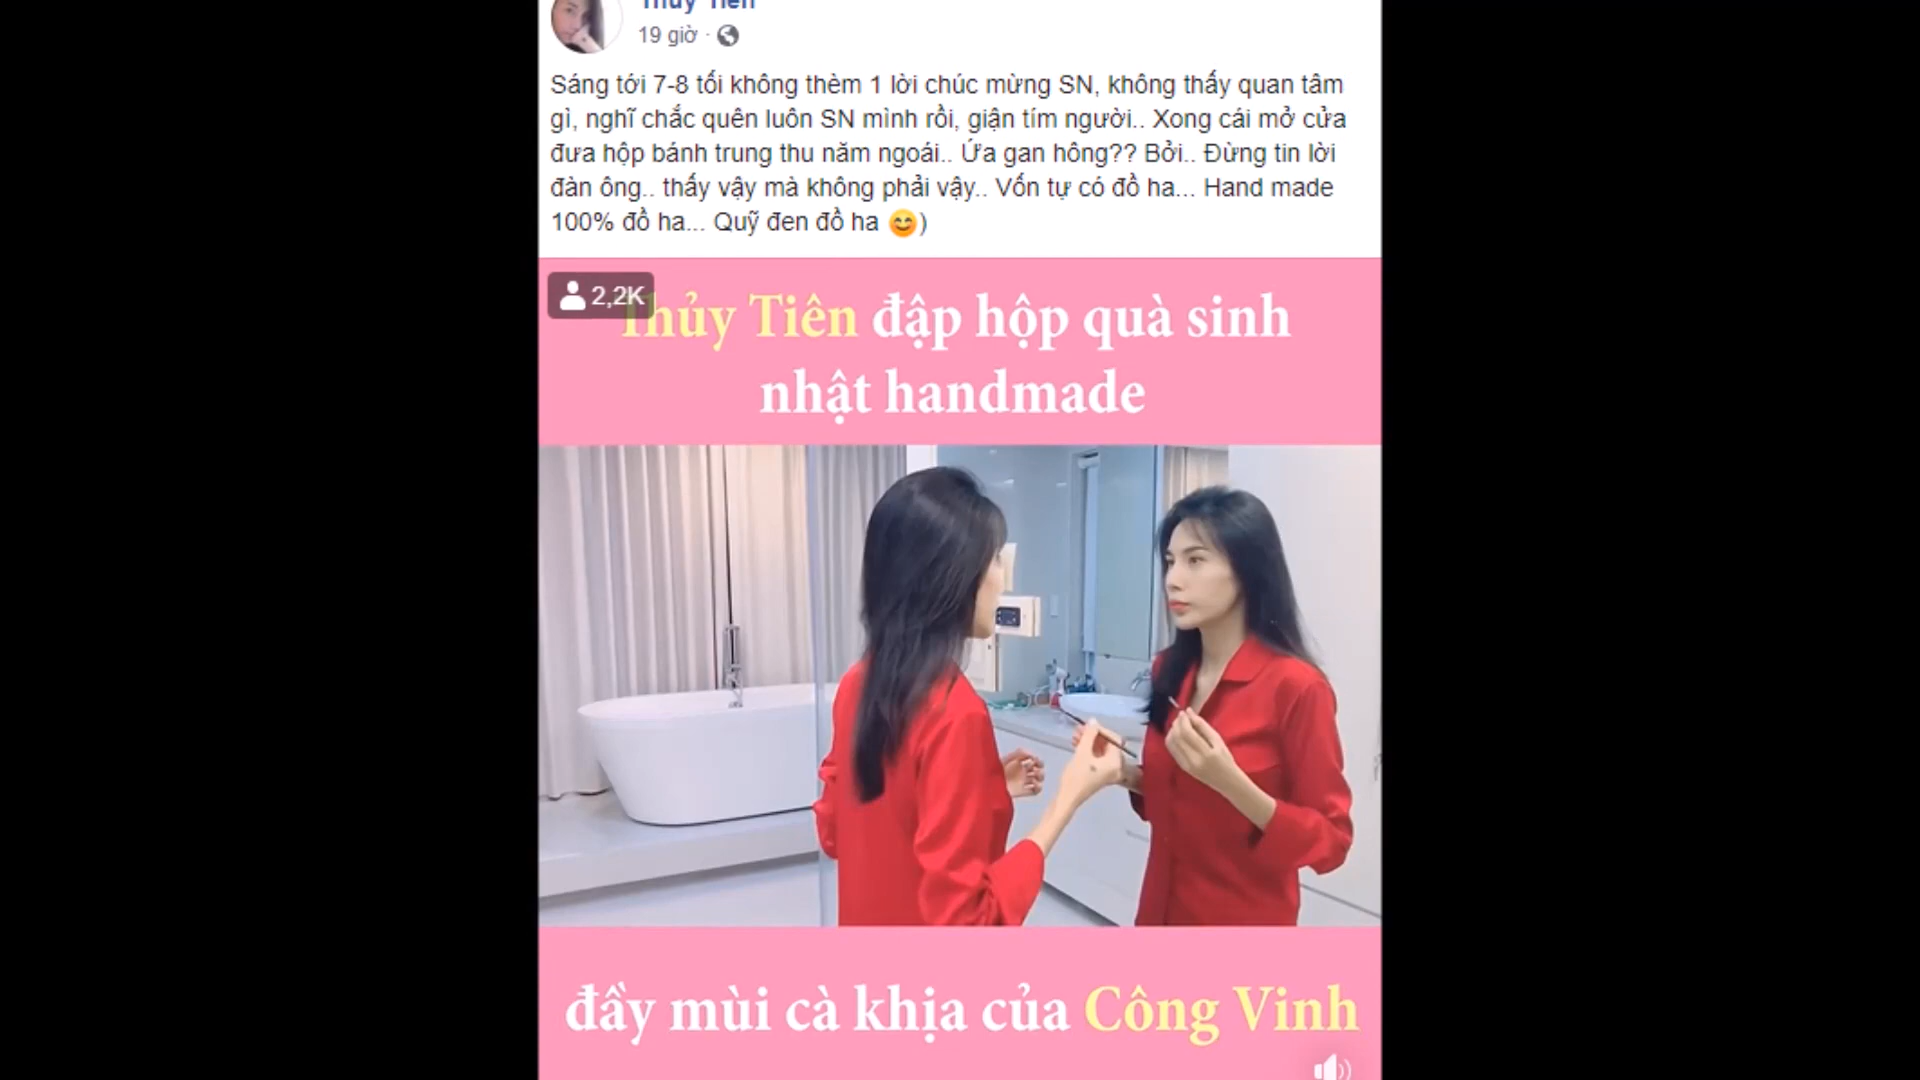 Thủy Tiên
19 giờ ·
Sáng tới 7-8 tối không thèm 1 lời chúc mừng SN, không thấy quan tâm
gì, nghĩ chắc quên luôn SN mình rồi, giận tím người.. Xong cái mở cửa
đưa hộp bánh trung thu năm ngoái.. Ứa gan hông?? Bởi.. Đừng tin lời
đàn ông.. thấy vậy mà không phải vậy.. Vốn tự có đồ ha... Hand made
100% đồ ha... Quỹ đen đồ ha 😊)
2,2K
Thủy Tiên đập hộp quà sinh
nhật handmade
đầy mùi cà khịa của Công Vinh